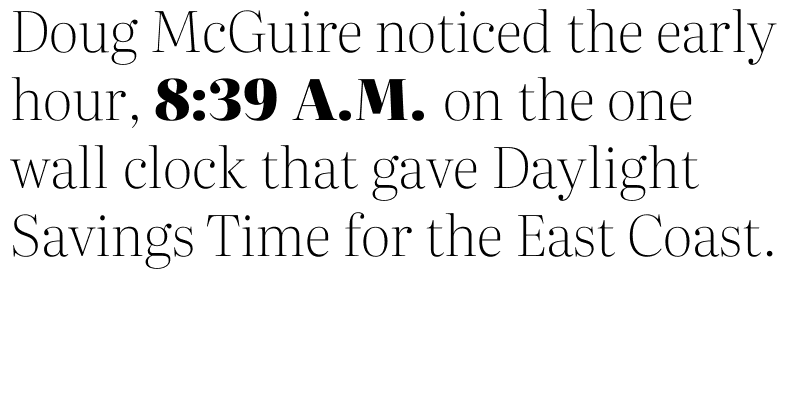 Doug McGuire noticed the early
hour, 8:39 A.M. on the one
wall clock that gave Daylight
Savings Time for the East Coast.